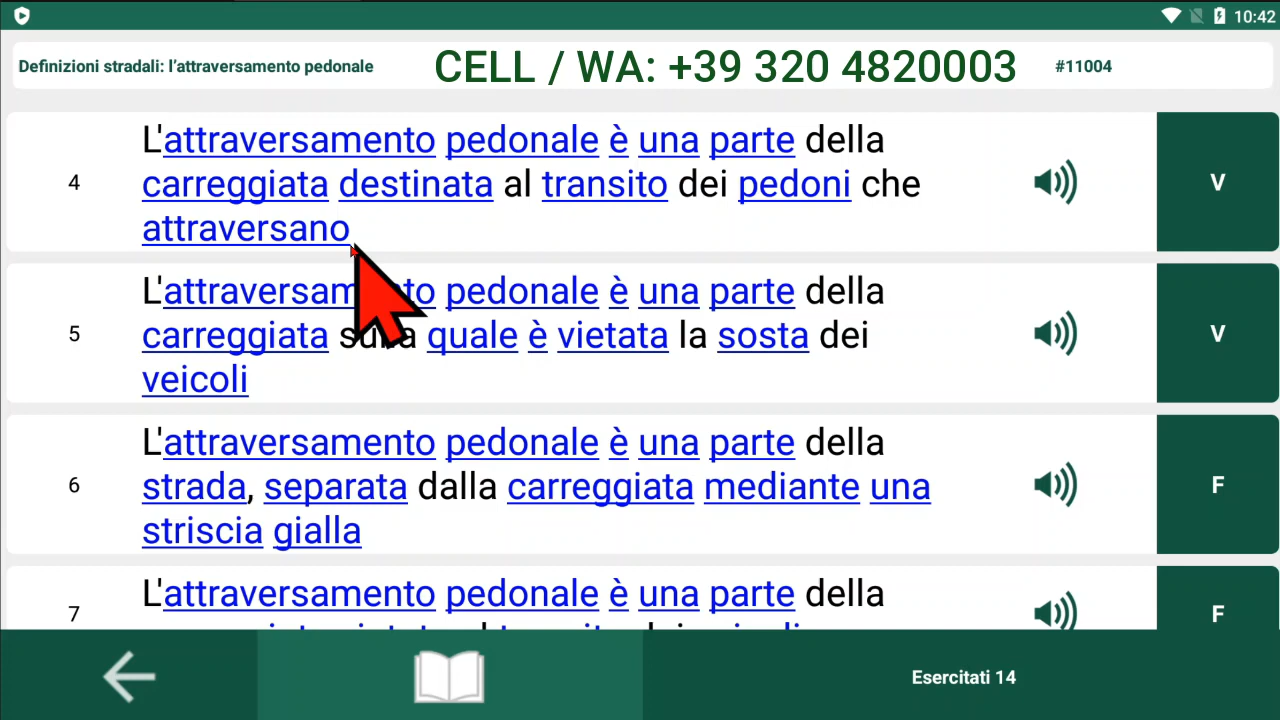 10:42
Definizioni stradali: l'attraversamento pedonale
CELL / WA: +39 320 4820003
#11004
4
L'attraversamento pedonale è una parte della
carreggiata destinata al transito dei pedoni che
attraversano
V
5
L'attraversamento pedonale è una parte della
carreggiata sulla quale è vietata la sosta dei
veicoli
V
6
L'attraversamento pedonale è una parte della
strada, separata dalla carreggiata mediante una
striscia gialla
F
7
L'attraversamento pedonale è una parte della
F
Esercitati 14